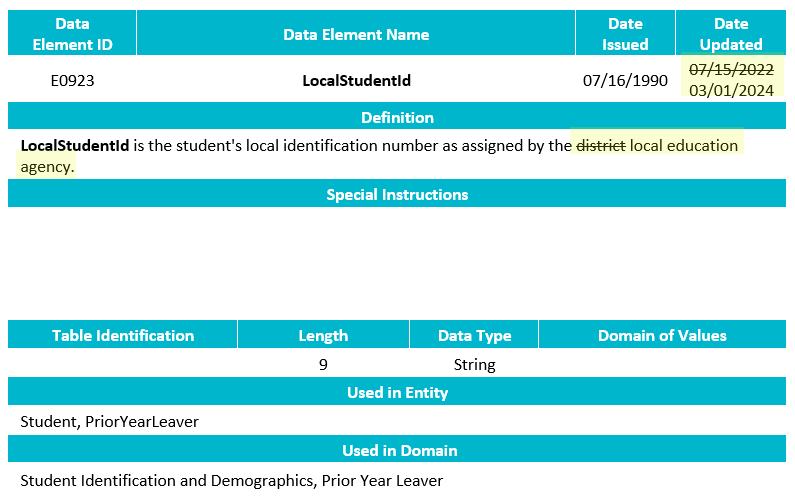 Data Element ID
Data Element Name
Date Issued
Date Updated
E0923
LocalStudentId
07/16/1990
07/15/2022
03/01/2024
Definition
LocalStudentId is the student's local identification number as assigned by the district local education
agency.
Special Instructions
Table Identification
Length
Data Type
Domain of Values
9
String
Used in Entity
Student, PriorYearLeaver
Used in Domain
Student Identification and Demographics, Prior Year Leaver